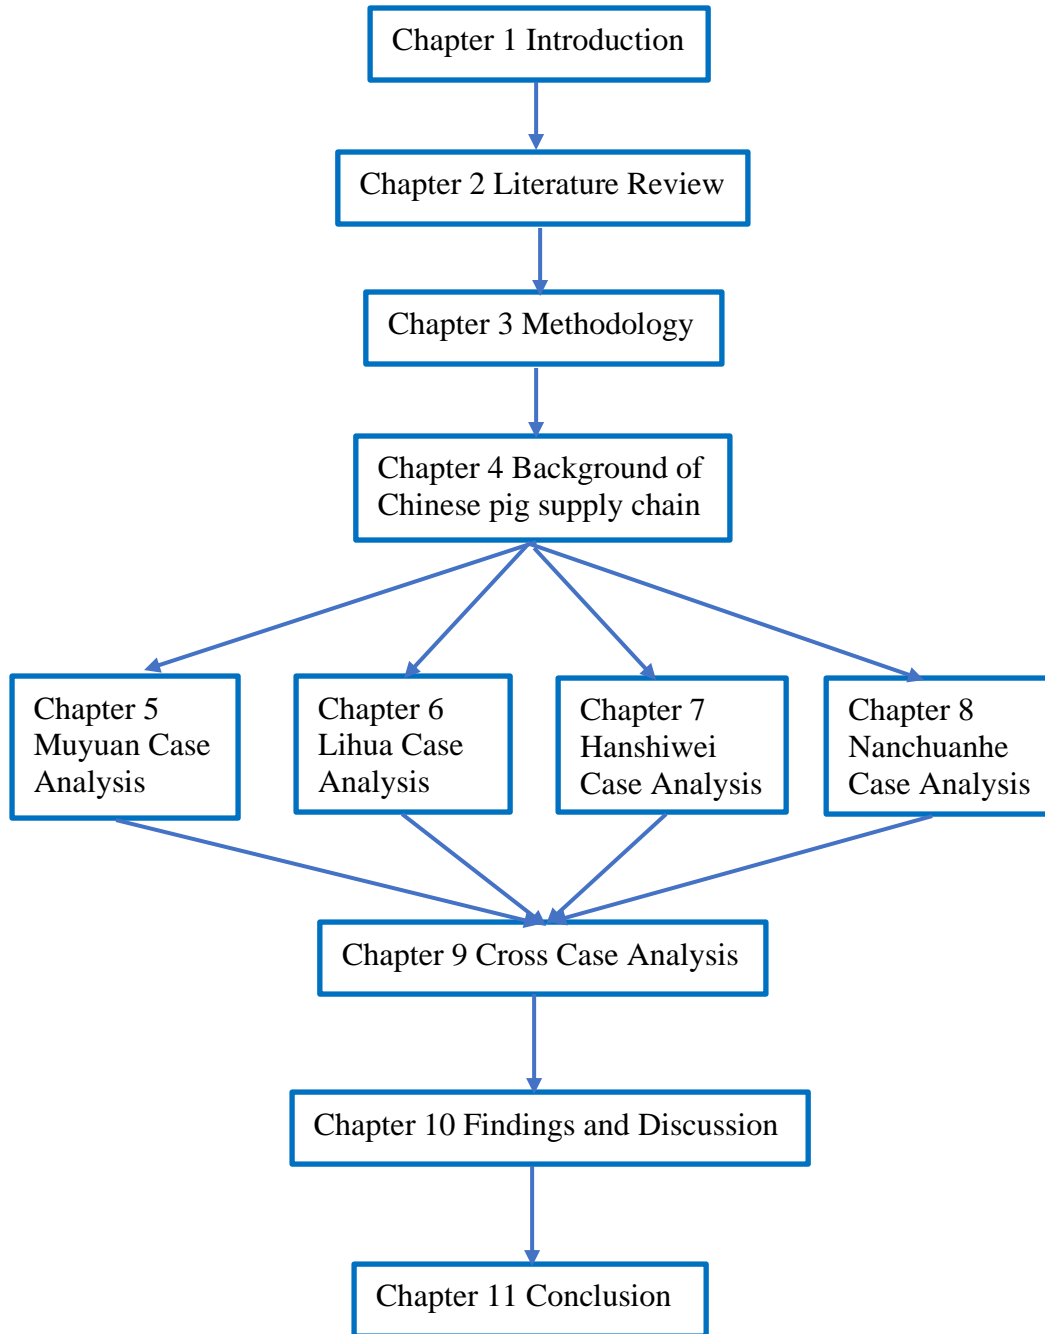 Chapter 1 Introduction
Chapter 2 Literature Review
Chapter 3 Methodology
Chapter 4 Background of
Chinese pig supply chain
Chapter 5
Muyuan Case
Analysis
Chapter 6
Lihua Case
Analysis
Chapter 7
Hanshiwei
Case Analysis
Chapter 8
Nanchuanhe
Case Analysis
Chapter 9 Cross Case Analysis
Chapter 10 Findings and Discussion
Chapter 11 Conclusion